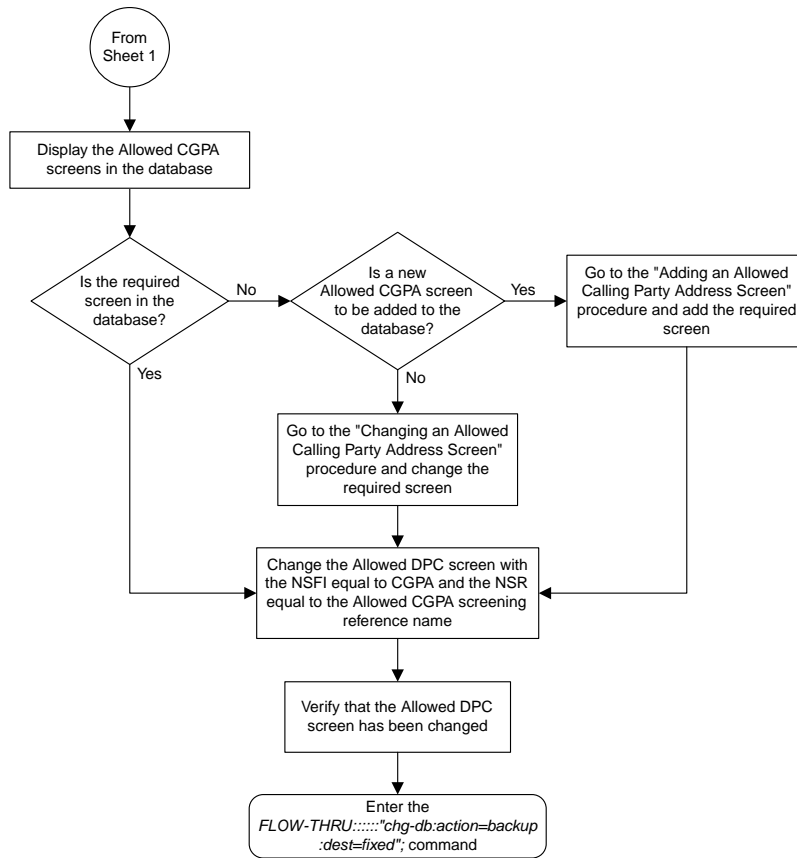 From
Sheet 1
Display the Allowed CGPA
screens in the database
Is the required
screen in the
database?
No
Is a new
Allowed CGPA screen
to be added to the
database?
Yes
Go to the "Adding an Allowed
Calling Party Address Screen"
procedure and add the required
screen
Yes
No
Go to the "Changing an Allowed
Calling Party Address Screen"
procedure and change the
required screen
Change the Allowed DPC screen with
the NSFI equal to CGPA and the NSR
equal to the Allowed CGPA screening
reference name
Verify that the Allowed DPC
screen has been changed
Enter the
FLOW-THRU::::::"chg-db:action=backup
:dest=fixed"; command